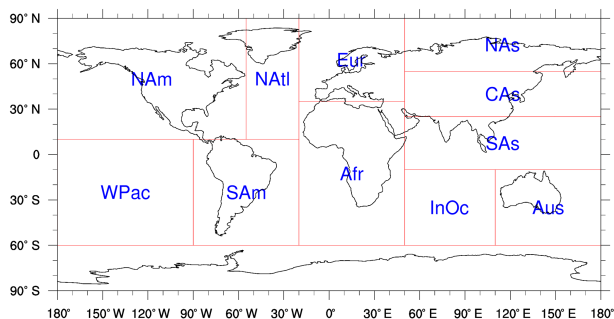 90° N
NAs
60° N
Eur
NAm
NAtl
CAs
30° N
SAs
0
Afr
WPac
SAm
30° S
InOc
Aus
60° S
90° S
180 150° W 120° W 90° W 60° W 30° W 0° 30° E 60° E 90° E 120° E 150° E 180